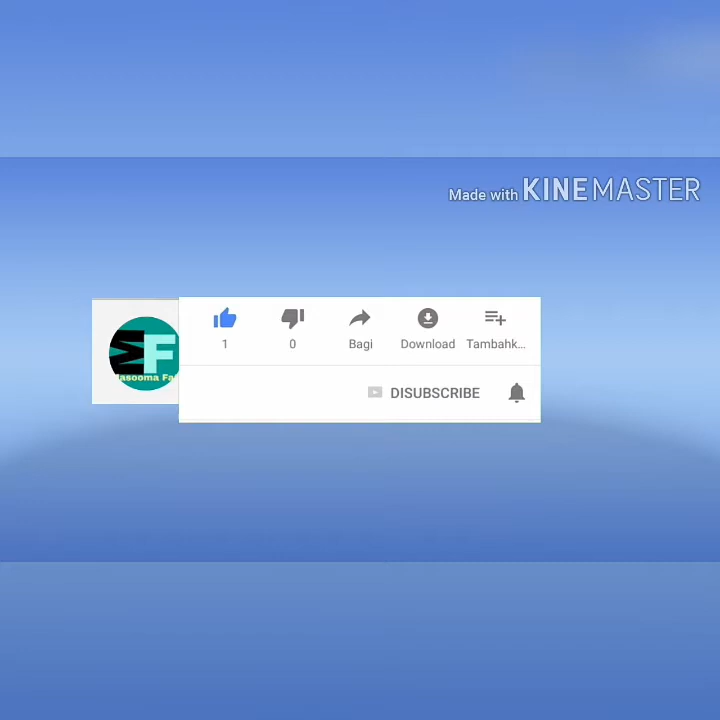 Made with KINEMASTER
1
0
Bagi
Download
Tambahk...
DISUBSCRIBE